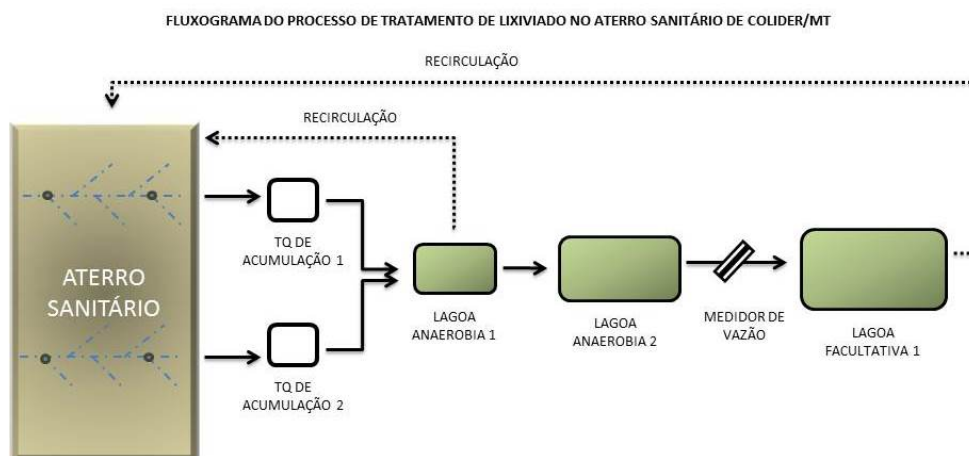 FLUXOGRAMA DO PROCESSO DE TRATAMENTO DE LIXIVIADO NO ATERRO SANITÁRIO DE COLIDER/MT
RECIRCULAÇÃO
RECIRCULAÇÃO
TQ DE
ACUMULAÇÃO 1
ATERRO
SANITÁRIO
LAGOA
ANAEROBIA 1
LAGOA
ANAEROBIA 2
MEDIDOR DE
VAZÃO
LAGOA
FACULTATIVA 1
TQ DE
ACUMULAÇÃO 2